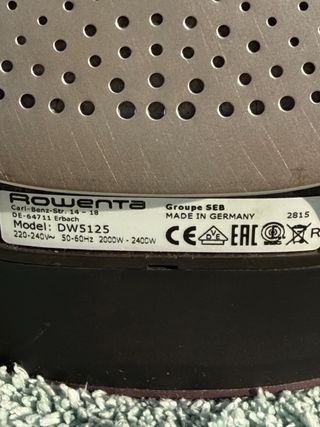 Rowenta
Carl-Benz-Str. 14 - 18
DE-64711 Erbach
Groupe SEB
MADE IN GERMANY 2815
Model: DW5125
220-240V~ 50-60Hz 2000W - 2400W
CE VDE EAC R